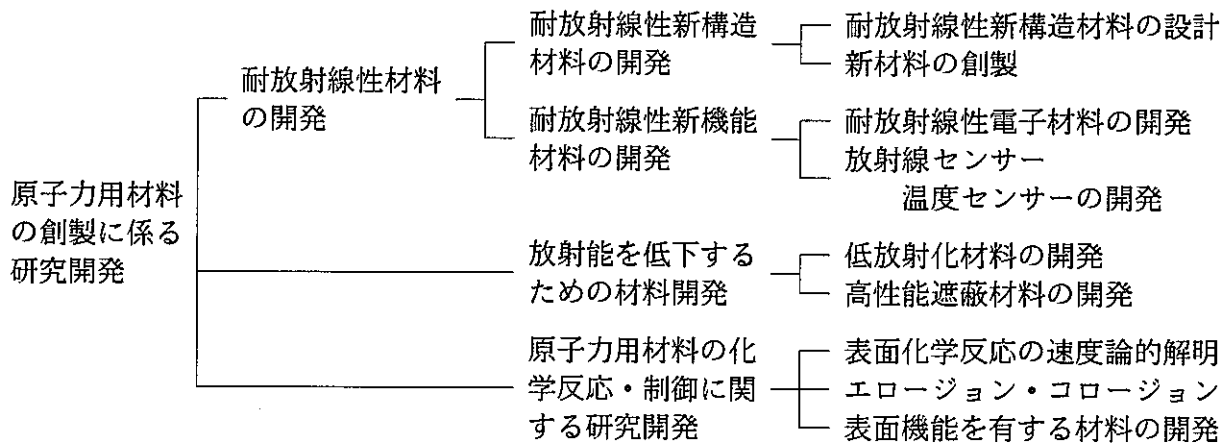 原子力用材料
の創製に係る
研究開発
耐放射線性材料
の開発
耐放射線性新構造
材料の開発
耐放射線性新構造材料の設計
新材料の創製
耐放射線性新機能
材料の開発
耐放射線性電子材料の開発
放射線センサー
温度センサーの開発
放射能を低下する
ための材料開発
低放射化材料の開発
高性能遮蔽材料の開発
原子力用材料の化
学反応・制御に関
する研究開発
表面化学反応の速度論的解明
エロージョン・コロージョン
表面機能を有する材料の開発